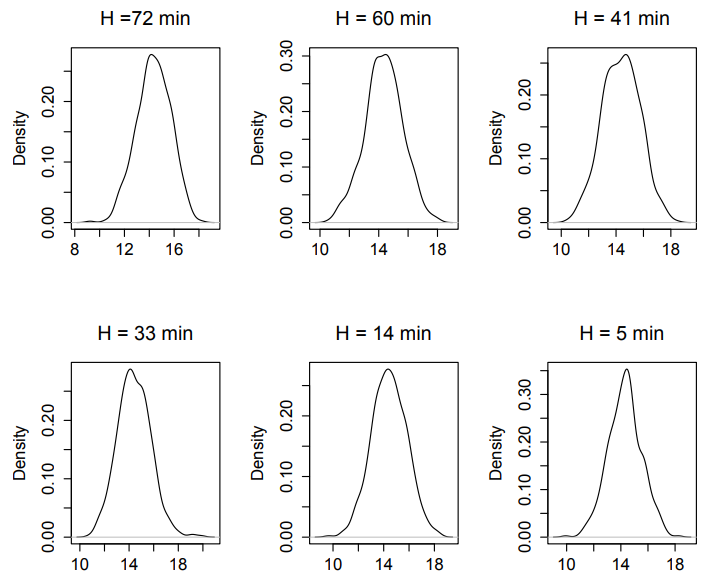 H =72 min
H = 60 min
H = 41 min
Density
0.00 0.10 0.20
8 12 16
Density
0.00 0.10 0.20 0.30
10 14 18
Density
0.00 0.10 0.20
10 14 18
H = 33 min
H = 14 min
H = 5 min
Density
0.00 0.10 0.20
10 14 18
Density
0.00 0.10 0.20
10 14 18
Density
0.00 0.10 0.20 0.30
10 14 18